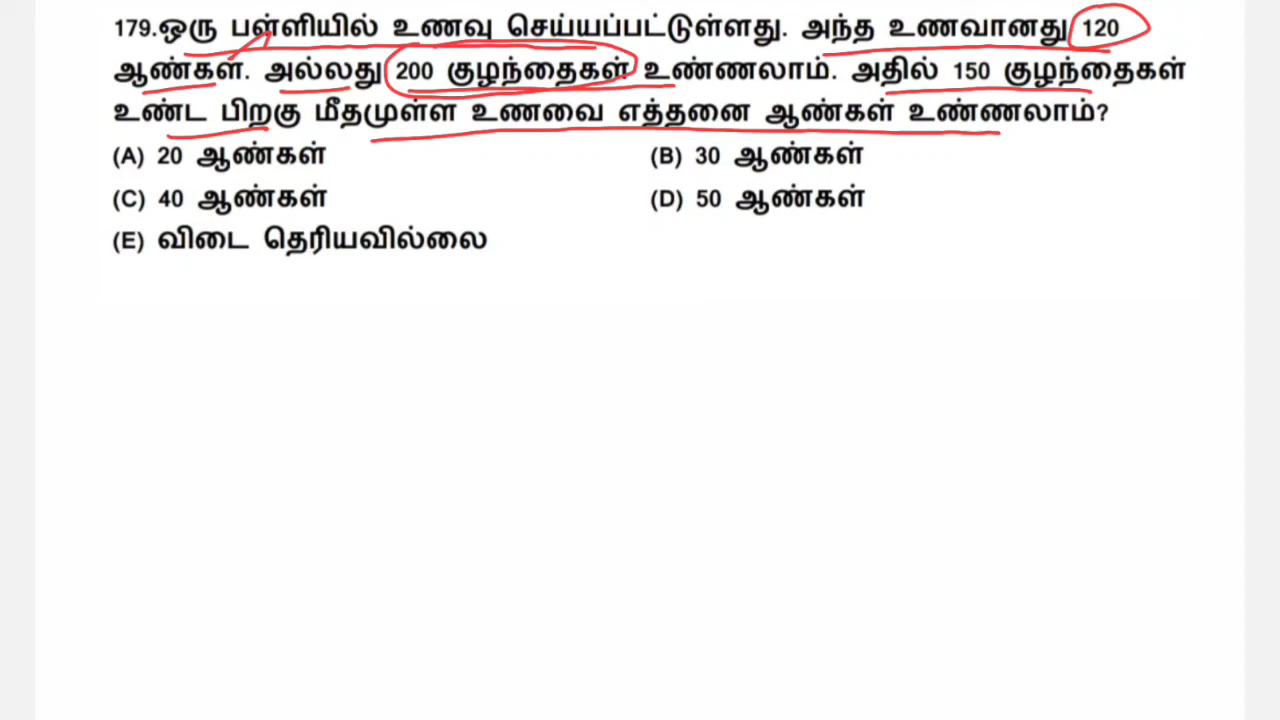 179.ஒரு பள்ளியில் உணவு செய்யப்பட்டுள்ளது. அந்த உணவானது 120
ஆண்கள். அல்லது 200 குழந்தைகள் உண்ணலாம். அதில் 150 குழந்தைகள்
உண்ட பிறகு மீதமுள்ள உணவை எத்தனை ஆண்கள் உண்ணலாம்?
(A) 20 ஆண்கள் (B) 30 ஆண்கள்
(C) 40 ஆண்கள் (D) 50 ஆண்கள்
(E) விடை தெரியவில்லை